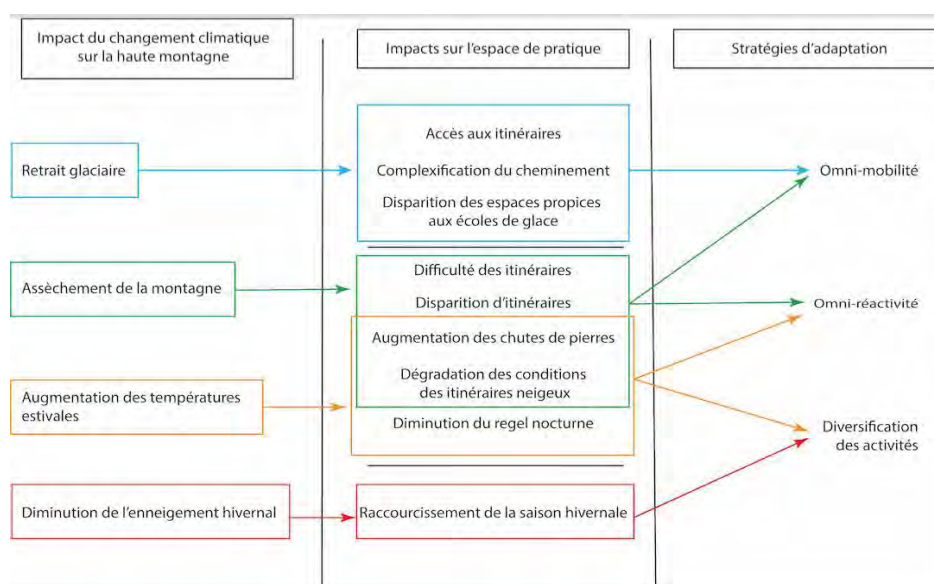 Impact du changement climatique
sur la haute montagne
Impacts sur l'espace de pratique
Stratégies d'adaptation
Retrait glaciaire
Accès aux itinéraires
Complexification du cheminement
Disparition des espaces propices
aux écoles de glace
Omni-mobilité
Assèchement de la montagne
Difficulté des itinéraires
Disparition d'itinéraires
Omni-réactivité
Augmentation des chutes de pierres
Dégradation des conditions
des itinéraires neigeux
Augmentation des températures
estivales
Diminution du regel nocturne
Diversification
des activités
Diminution de l'enneigement hivernal
Raccourcissement de la saison hivernale